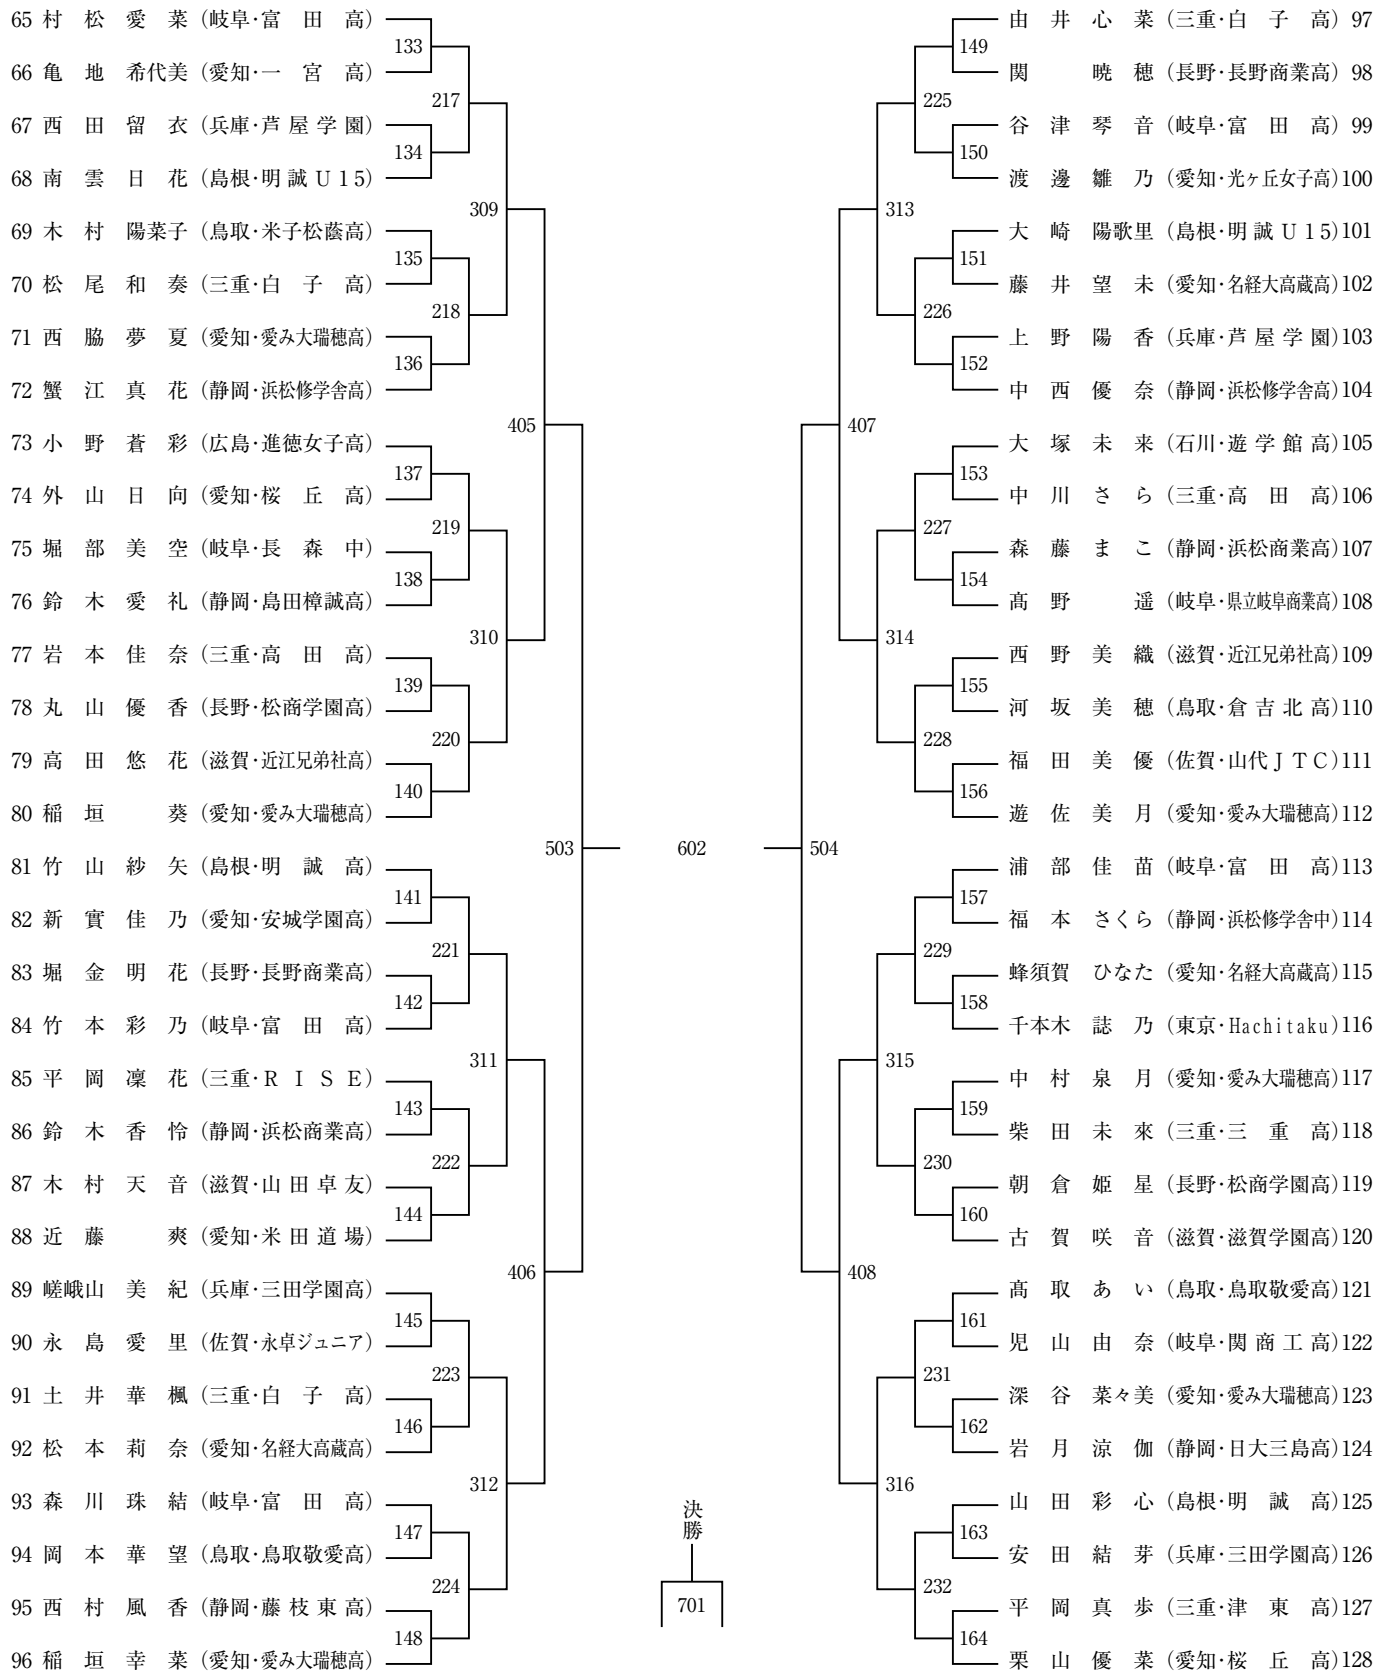 65 村 松 愛 菜 (岐阜・富 田 高)
133
66 亀 地 希代美 (愛知・一 宮 高)
217
67 西 田 留 衣 (兵庫・芦 屋 学 園)
134
68 南 雲 日 花 (島根・明 誠 U 1 5)
309
69 木 村 陽菜子 (鳥取・米子松蔭高)
135
70 松 尾 和 奏 (三重・白 子 高)
218
71 西 脇 夢 夏 (愛知・愛み大瑞穂高)
136
72 蟹 江 真 花 (静岡・浜松修学舎高)
405
73 小 野 蒼 彩 (広島・進徳女子高)
137
74 外 山 日 向 (愛知・桜 丘 高)
219
75 堀 部 美 空 (岐阜・長 森 中)
138
76 鈴 木 愛 礼 (静岡・島田樟誠高)
310
77 岩 本 佳 奈 (三重・高 田 高)
139
78 丸 山 優 香 (長野・松商学園高)
220
79 高 田 悠 花 (滋賀・近江兄弟社高)
140
80 稲 垣 葵 (愛知・愛み大瑞穂高)
503
81 竹 山 紗 矢 (島根・明 誠 高)
141
82 新 實 佳 乃 (愛知・安城学園高)
221
83 堀 金 明 花 (長野・長野商業高)
142
84 竹 本 彩 乃 (岐阜・富 田 高)
311
85 平 岡 凜 花 (三重・R I S E)
143
86 鈴 木 香 怜 (静岡・浜松商業高)
222
87 木 村 天 音 (滋賀・山 田 卓 友)
144
88 近 藤 爽 (愛知・米 田 道 場)
406
89 嵯峨山 美 紀 (兵庫・三田学園高)
145
90 永 島 愛 里 (佐賀・永卓ジュニア)
223
91 土 井 華 楓 (三重・白 子 高)
146
92 松 本 莉 奈 (愛知・名経大高蔵高)
312
93 森 川 珠 結 (岐阜・富 田 高)
147
94 岡 本 華 望 (鳥取・鳥取敬愛高)
224
95 西 村 風 香 (静岡・藤 枝 東 高)
148
96 稲 垣 幸 菜 (愛知・愛み大瑞穂高)
602
決勝
701
由 井 心 菜 (三重・白 子 高) 97
149
関 暁 穂 (長野・長野商業高) 98
225
谷 津 琴 音 (岐阜・富 田 高) 99
150
渡 邊 雛 乃 (愛知・光ヶ丘女子高)100
313
大 崎 陽歌里 (島根・明 誠 U 1 5)101
151
藤 井 望 未 (愛知・名経大高蔵高)102
226
上 野 陽 香 (兵庫・芦 屋 学 園)103
152
中 西 優 奈 (静岡・浜松修学舎高)104
407
大 塚 未 来 (石川・遊 学 館 高)105
153
中 川 さ ら (三重・高 田 高)106
227
森 藤 ま こ (静岡・浜松商業高)107
154
髙 野 遥 (岐阜・県立岐阜商業高)108
314
西 野 美 織 (滋賀・近江兄弟社高)109
155
河 坂 美 穂 (鳥取・倉 吉 北 高)110
228
福 田 美 優 (佐賀・山代 J T C)111
156
遊 佐 美 月 (愛知・愛み大瑞穂高)112
504
浦 部 佳 苗 (岐阜・富 田 高)113
157
福 本 さくら (静岡・浜松修学舎中)114
229
蜂須賀 ひなた (愛知・名経大高蔵高)115
158
千本木 誌 乃 (東京・Hachitaku)116
315
中 村 泉 月 (愛知・愛み大瑞穂高)117
159
柴 田 未 來 (三重・三 重 高)118
230
朝 倉 姫 星 (長野・松商学園高)119
160
古 賀 咲 音 (滋賀・滋賀学園高)120
408
髙 取 あ い (鳥取・鳥取敬愛高)121
161
児 山 由 奈 (岐阜・関 商 工 高)122
231
深 谷 菜々美 (愛知・愛み大瑞穂高)123
162
岩 月 涼 伽 (静岡・日大三島高)124
316
山 田 彩 心 (島根・明 誠 高)125
163
安 田 結 芽 (兵庫・三田学園高)126
232
平 岡 真 歩 (三重・津 東 高)127
164
栗 山 優 菜 (愛知・桜 丘 高)128